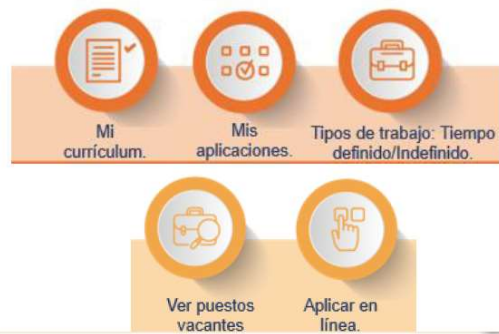 Mi
currículum.
Mis
aplicaciones.
Tipos de trabajo: Tiempo
definido/Indefinido.
Ver puestos
vacantes
Aplicar en
línea.